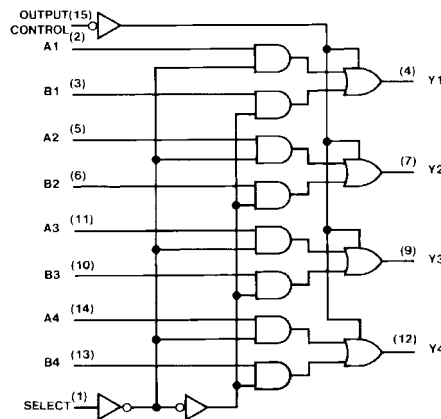 OUTPUT (15)
CONTROL
(2)
A1
(4)
Y1
(3)
B1
(5)
A2
(7)
Y2
(6)
B2
(11)
A3
(9)
Y3
(10)
B3
(14)
A4
(12)
Y4
(13)
B4
SELECT (1)